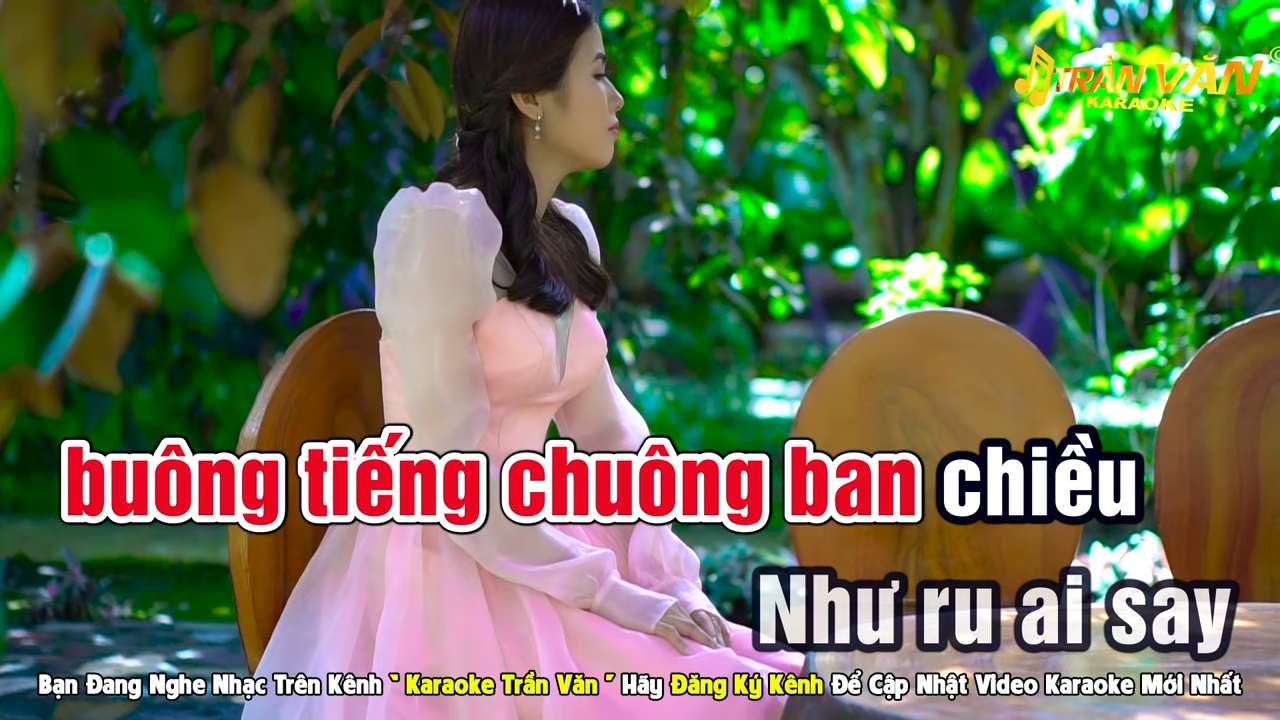 TRẦN VĂN
KARAOKE
buông tiếng chuông ban chiều
Như ru ai say
Bạn Đang Nghe Nhạc Trên Kênh ` Karaoke Trần Văn ´ Hãy Đăng Ký Kênh Để Cập Nhật Video Karaoke Mới Nhất